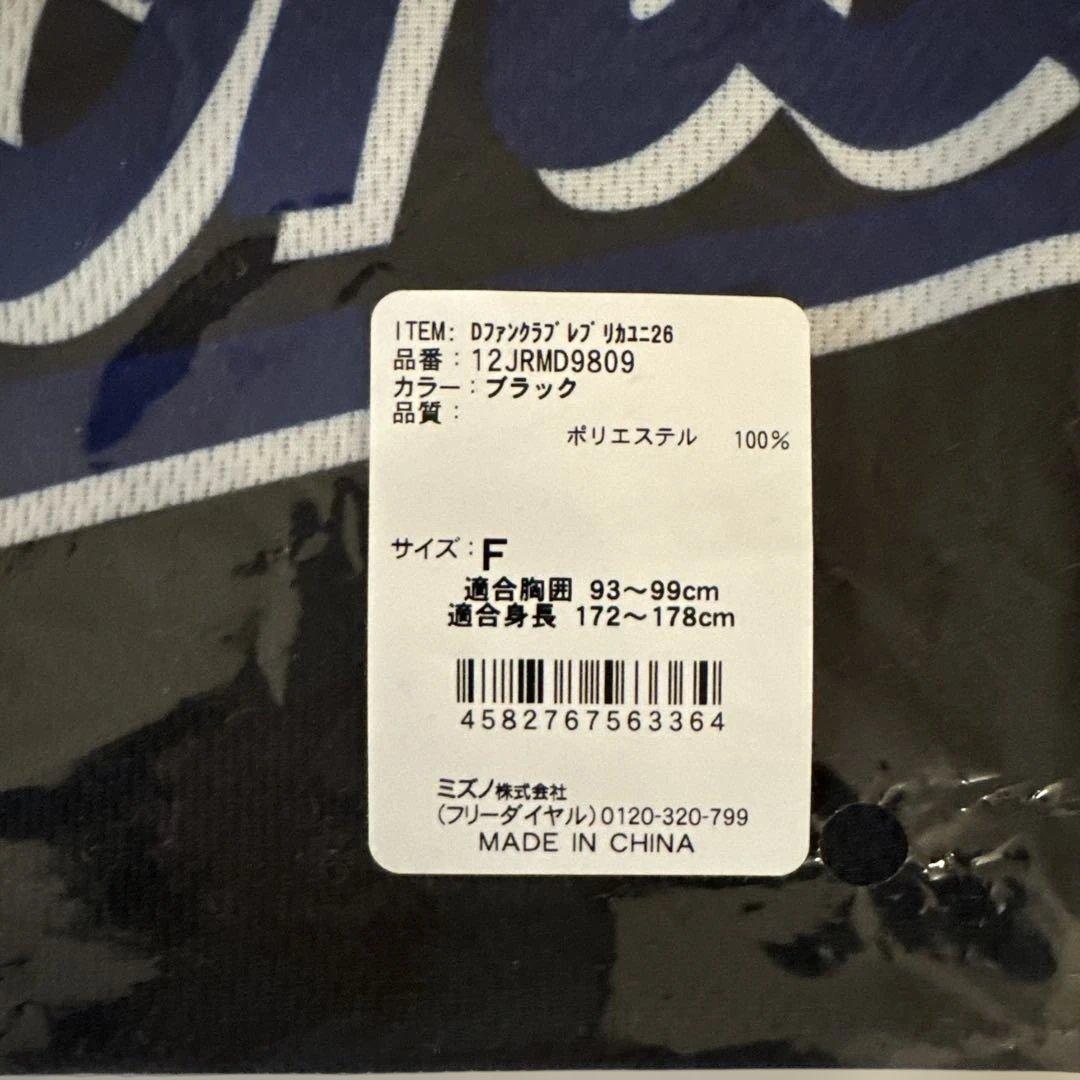 ITEM: Dﾌｧﾝｸﾗﾌﾞﾚﾌﾟﾘｶﾕﾆ26
品番：12JRMD9809
カラー：ブラック
品質：
ポリエステル 100%
サイズ：F
適合胸囲 93～99cm
適合身長 172～178cm
4582767563364
ミズノ株式会社
(フリーダイヤル)0120-320-799
MADE IN CHINA